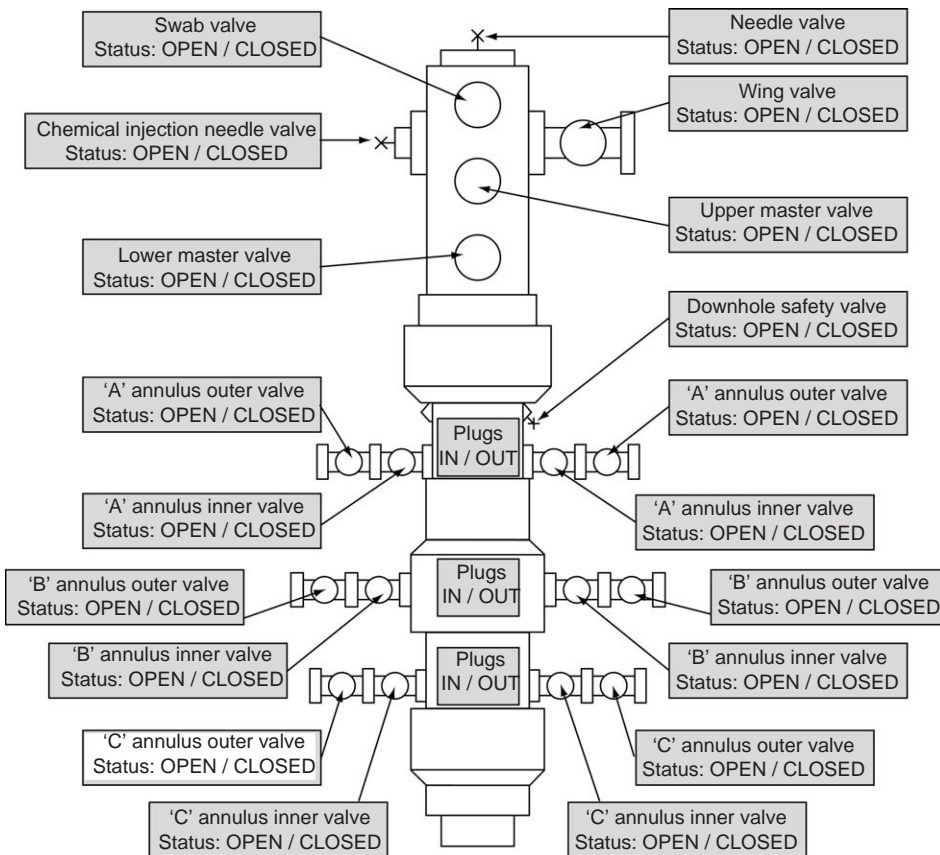 Swab valve
Status: OPEN / CLOSED
Needle valve
Status: OPEN / CLOSED
Wing valve
Status: OPEN / CLOSED
Chemical injection needle valve
Status: OPEN / CLOSED
Upper master valve
Status: OPEN / CLOSED
Lower master valve
Status: OPEN / CLOSED
Downhole safety valve
Status: OPEN / CLOSED
‘A’ annulus outer valve
Status: OPEN / CLOSED
‘A’ annulus outer valve
Status: OPEN / CLOSED
Plugs
IN / OUT
‘A’ annulus inner valve
Status: OPEN / CLOSED
‘A’ annulus inner valve
Status: OPEN / CLOSED
‘B’ annulus outer valve
Status: OPEN / CLOSED
Plugs
IN / OUT
‘B’ annulus outer valve
Status: OPEN / CLOSED
‘B’ annulus inner valve
Status: OPEN / CLOSED
Plugs
IN / OUT
‘B’ annulus inner valve
Status: OPEN / CLOSED
‘C’ annulus outer valve
Status: OPEN / CLOSED
‘C’ annulus outer valve
Status: OPEN / CLOSED
‘C’ annulus inner valve
Status: OPEN / CLOSED
‘C’ annulus inner valve
Status: OPEN / CLOSED